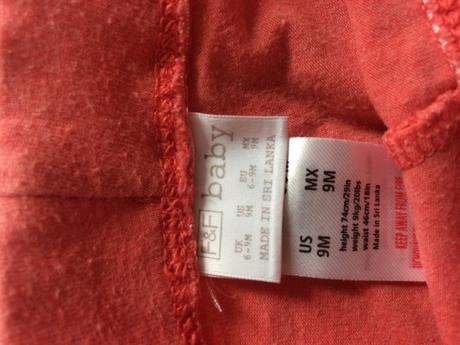 F&F baby
UK US EU MX
6-9M 9M 6-9M 9M
MADE IN SRI LANKA
US MX
9M 9M
height 74cm/29in
weight 9kg/20lbs
waist 46cm/18in
Made in Sri Lanka
KEEP AWAY FROM FIRE